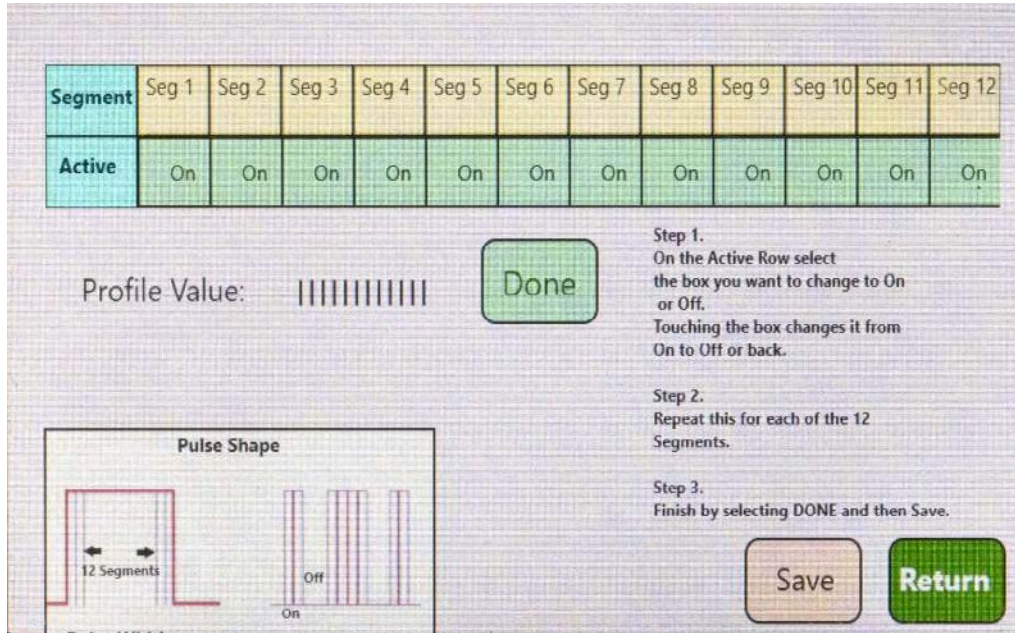 Segment Seg 1 Seg 2 Seg 3 Seg 4 Seg 5 Seg 6 Seg 7 Seg 8 Seg 9 Seg 10 Seg 11 Seg 12
Active On On On On On On On On On On On On
Profile Value: ||||||||||||
Done
Step 1.
On the Active Row select
the box you want to change to On
or Off.
Touching the box changes it from
On to Off or back.
Step 2.
Repeat this for each of the 12
Segments.
Step 3.
Finish by selecting DONE and then Save.
Pulse Shape
12 Segments
Off
On
Save
Return